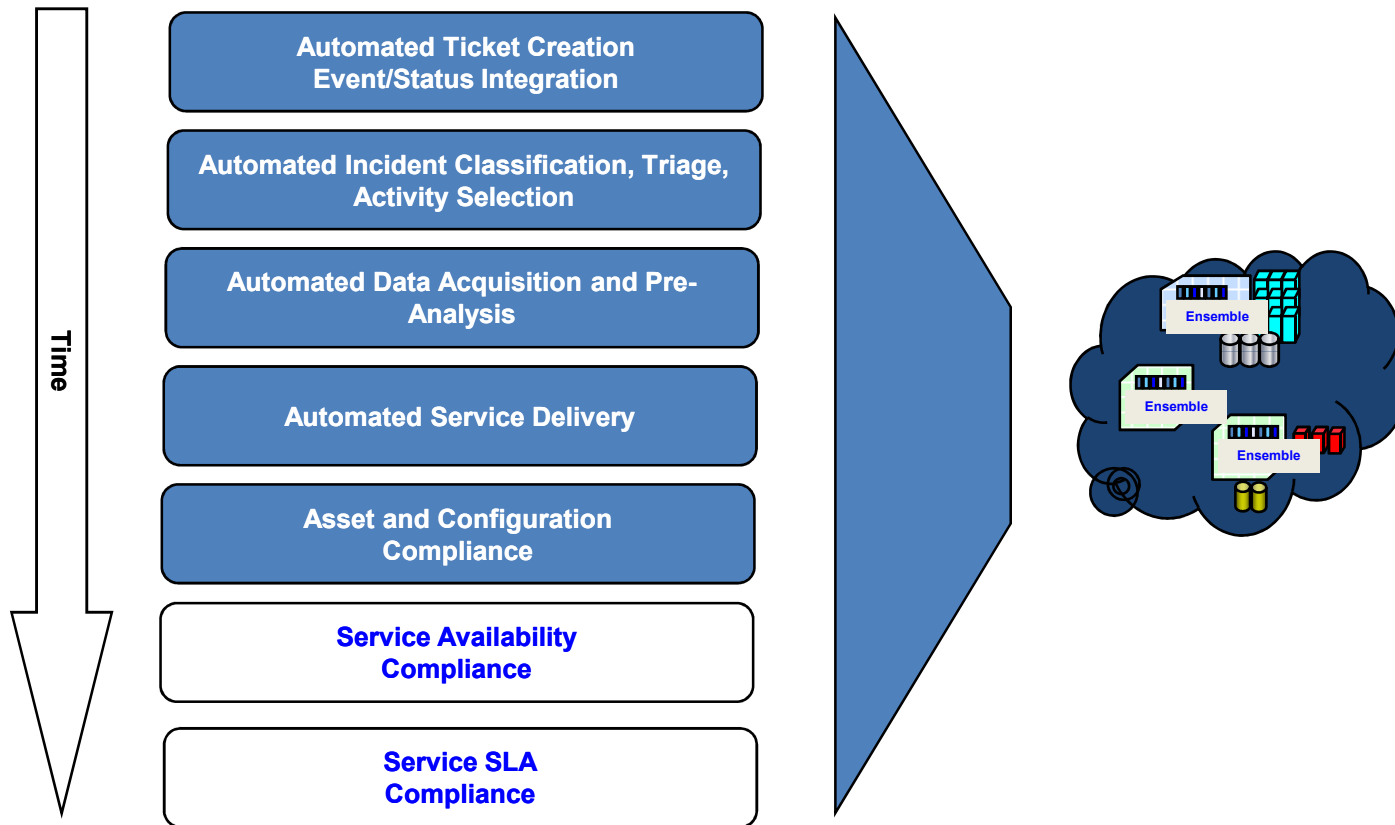 Time
Automated Ticket Creation
Event/Status Integration
Automated Incident Classification, Triage,
Activity Selection
Automated Data Acquisition and Pre-
Analysis
Automated Service Delivery
Asset and Configuration
Compliance
Service Availability
Compliance
Service SLA
Compliance
Ensemble
Ensemble
Ensemble